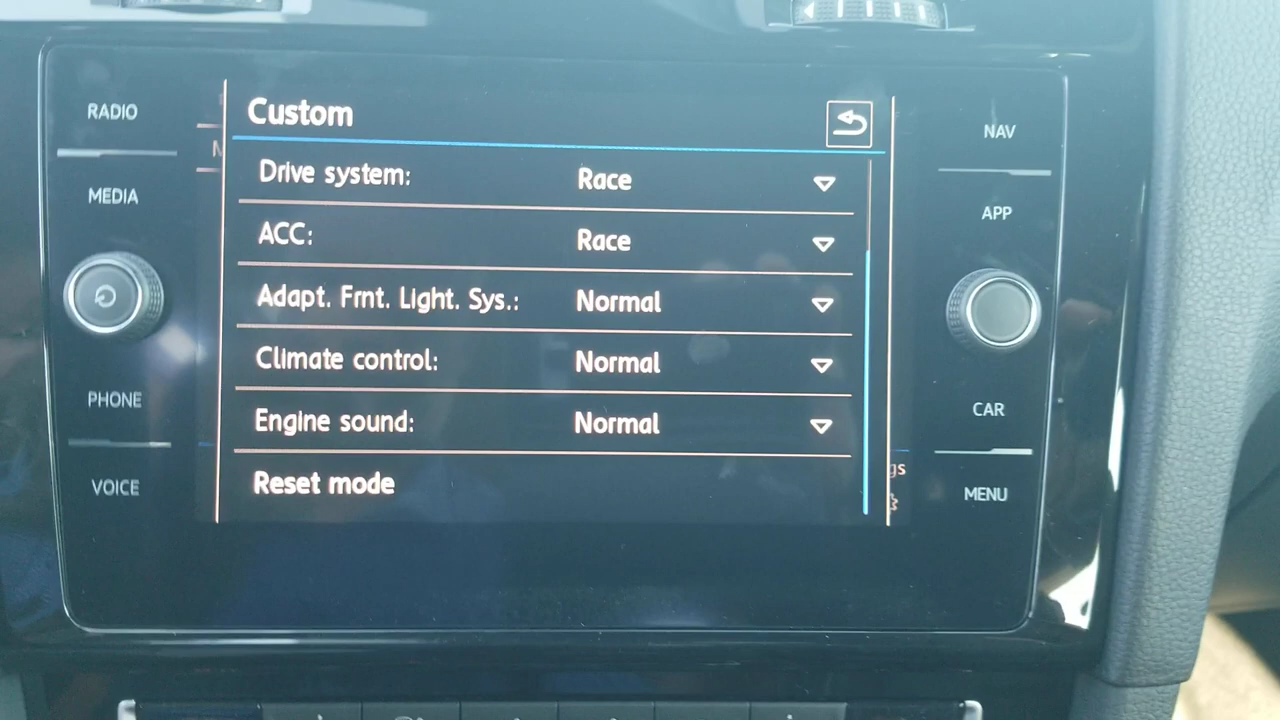 RADIO
MEDIA
PHONE
VOICE
Custom
Drive system: Race
ACC: Race
Adapt. Frnt. Light. Sys.: Normal
Climate control: Normal
Engine sound: Normal
Reset mode
gs
NAV
APP
CAR
MENU